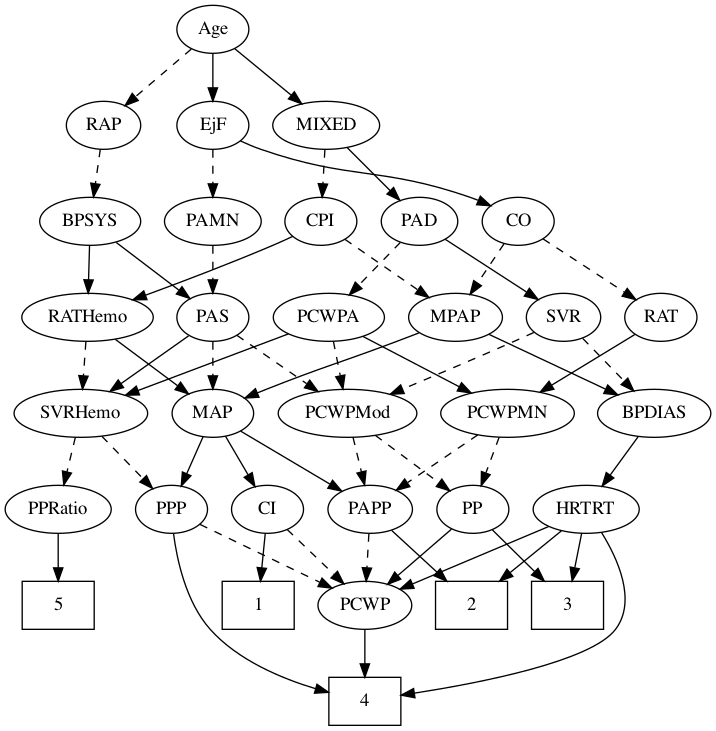 Age
RAP EjF MIXED
BPSYS PAMN CPI PAD CO
RATHemo PAS PCWPA MPAP SVR RAT
SVRHemo MAP PCWPMod PCWPMN BPDIAS
PPRatio PPP CI PAPP PP HRTRT
5 1 PCWP 2 3
4